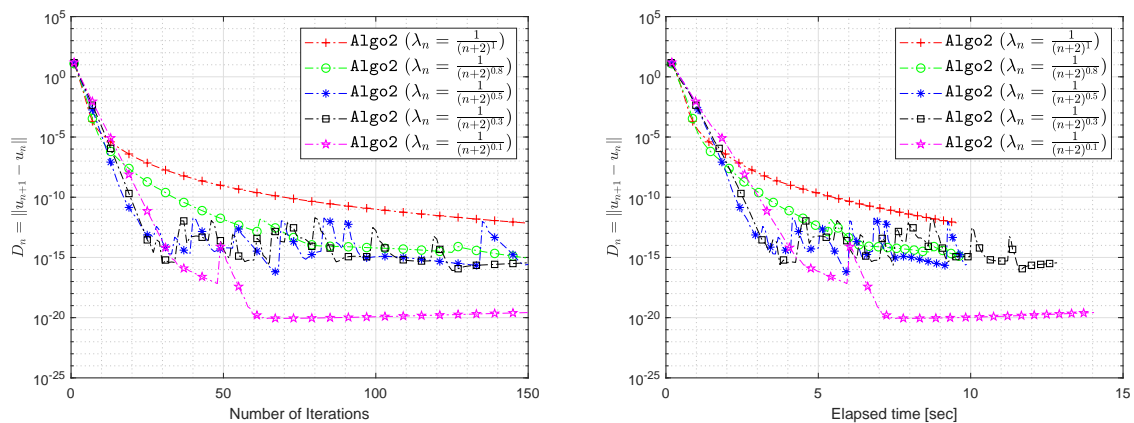 10^5
10^0
10^-5
10^-10
10^-15
10^-20
10^-25
D_n = ||u_{n+1} − u_n||
0 50 100 150
Number of Iterations
Algo2 (λ_n = 1/(n+2)^1)
Algo2 (λ_n = 1/(n+2)^0.8)
Algo2 (λ_n = 1/(n+2)^0.5)
Algo2 (λ_n = 1/(n+2)^0.3)
Algo2 (λ_n = 1/(n+2)^0.1)
10^5
10^0
10^-5
10^-10
10^-15
10^-20
10^-25
D_n = ||u_{n+1} − u_n||
0 5 10 15
Elapsed time [sec]
Algo2 (λ_n = 1/(n+2)^1)
Algo2 (λ_n = 1/(n+2)^0.8)
Algo2 (λ_n = 1/(n+2)^0.5)
Algo2 (λ_n = 1/(n+2)^0.3)
Algo2 (λ_n = 1/(n+2)^0.1)